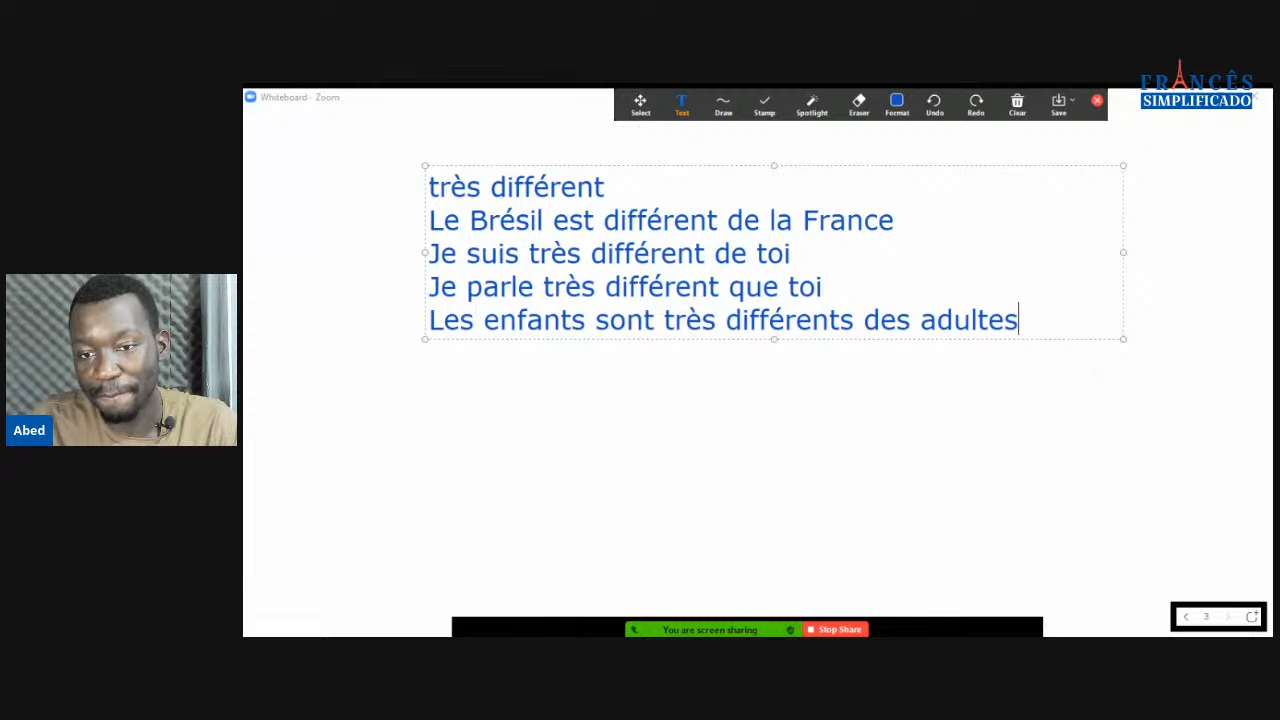 FRANCÊS
SIMPLIFICADO
Whiteboard - Zoom
Select Text Draw Stamp Spotlight Eraser Format Undo Redo Clear Save
très différent
Le Brésil est différent de la France
Je suis très différent de toi
Je parle très différent que toi
Les enfants sont très différents des adultes
Abed
3
You are screen sharing Stop Share